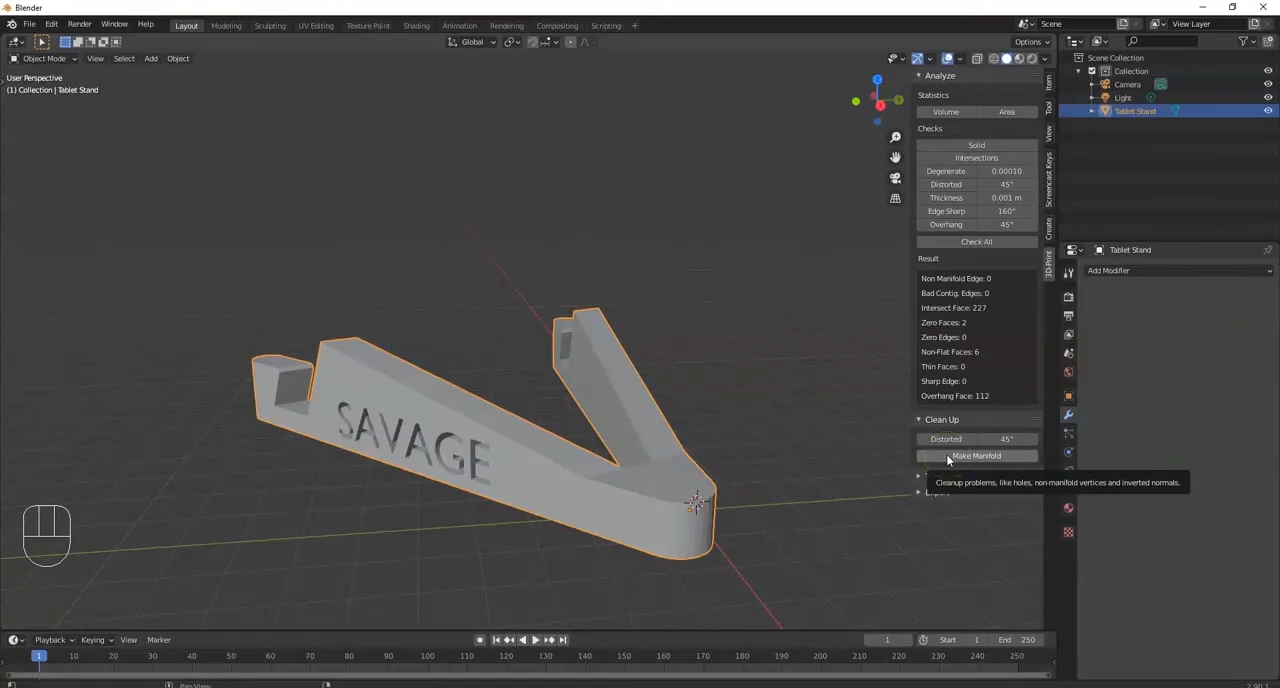 Blender
File Edit Render Window Help
Layout Modeling Sculpting UV Editing Texture Paint Shading Animation Rendering Compositing Scripting +
Scene
View Layer
Global
Options
Object Mode View Select Add Object
User Perspective
(1) Collection | Tablet Stand
Analyze
Statistics
Volume Area
Checks
Solid
Intersections
Degenerate 0.00010
Distorted 45°
Thickness 0.001 m
Edge Sharp 160°
Overhang 45°
Check All
Result
Non Manifold Edge: 0
Bad Contig. Edges: 0
Intersect Face: 227
Zero Faces: 2
Zero Edges: 0
Non-Flat Faces: 6
Thin Faces: 0
Sharp Edge: 0
Overhang Face: 112
Clean Up
Distorted 45°
Make Manifold
Cleanup problems, like holes, non-manifold vertices and inverted normals.
Item
Tool
View
Screencast Keys
Create
3D-Print
Scene Collection
Collection
Camera
Light
Tablet Stand
Tablet Stand
Add Modifier
X
Z
SAVAGE
Playback Keying View Marker
1 Start 1 End 250
1 10 20 30 40 50 60 70 80 90 100 110 120 130 140 150 160 170 180 190 200 210 220 230 240 250
Pan View
2.90.1